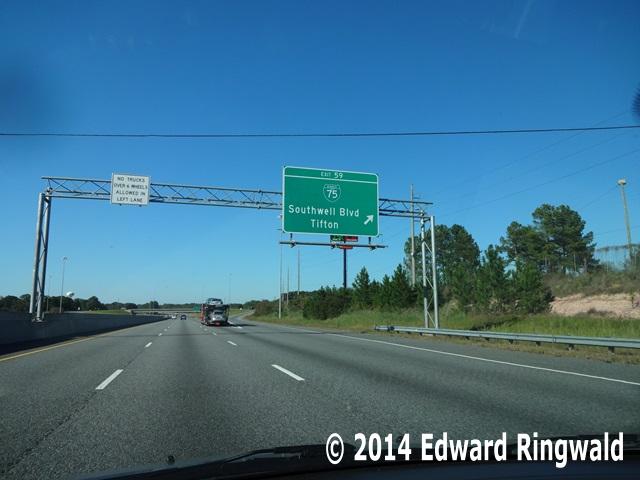 NO TRUCKS
OVER 6 WHEELS
ALLOWED IN
LEFT LANE
EXIT 59
75
Southwell Blvd
Tifton
© 2014 Edward Ringwald